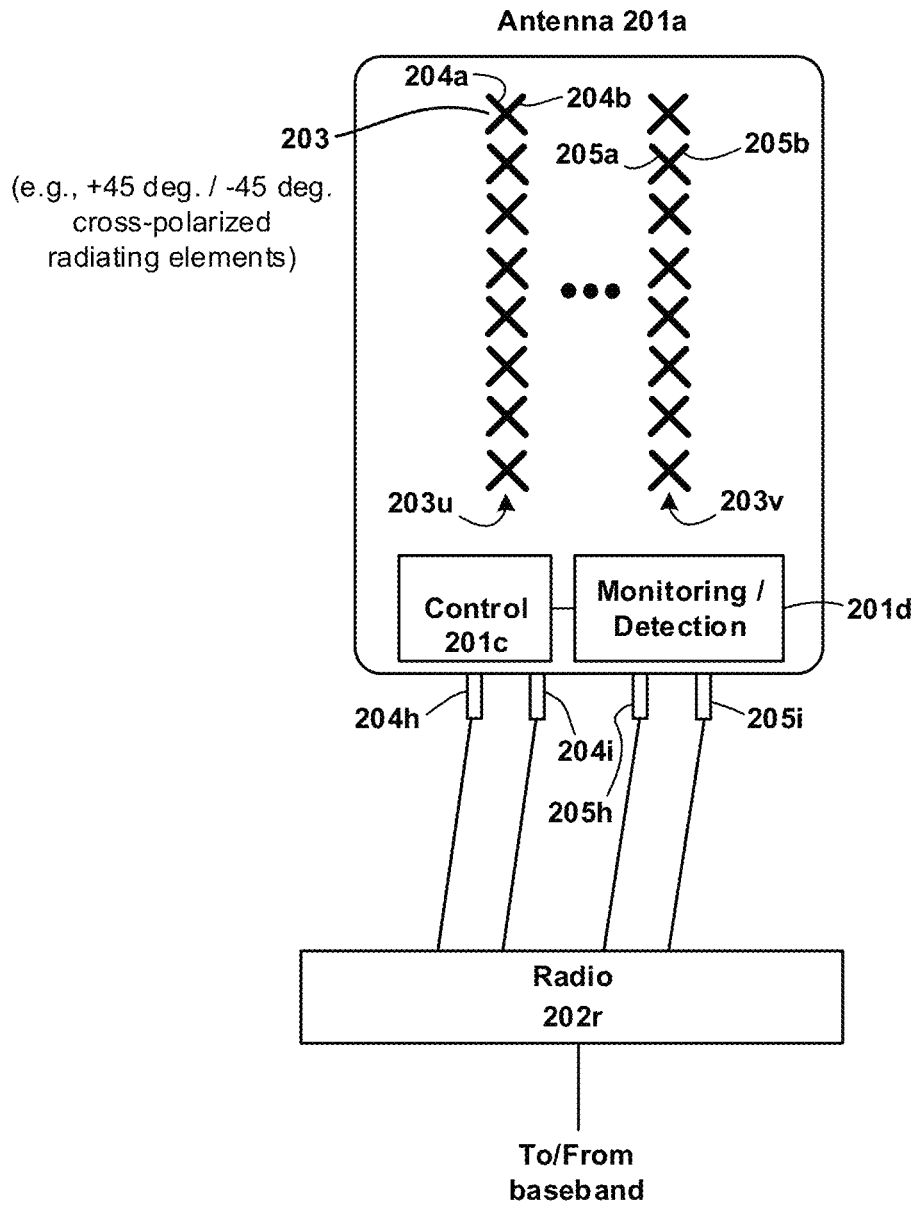 Antenna 201a
204a
204b
203
205a
205b
(e.g., +45 deg. / -45 deg.
cross-polarized
radiating elements)
203u
203v
Control
201c
Monitoring /
Detection
201d
204h
204i
205h
205i
Radio
202r
To/From
baseband